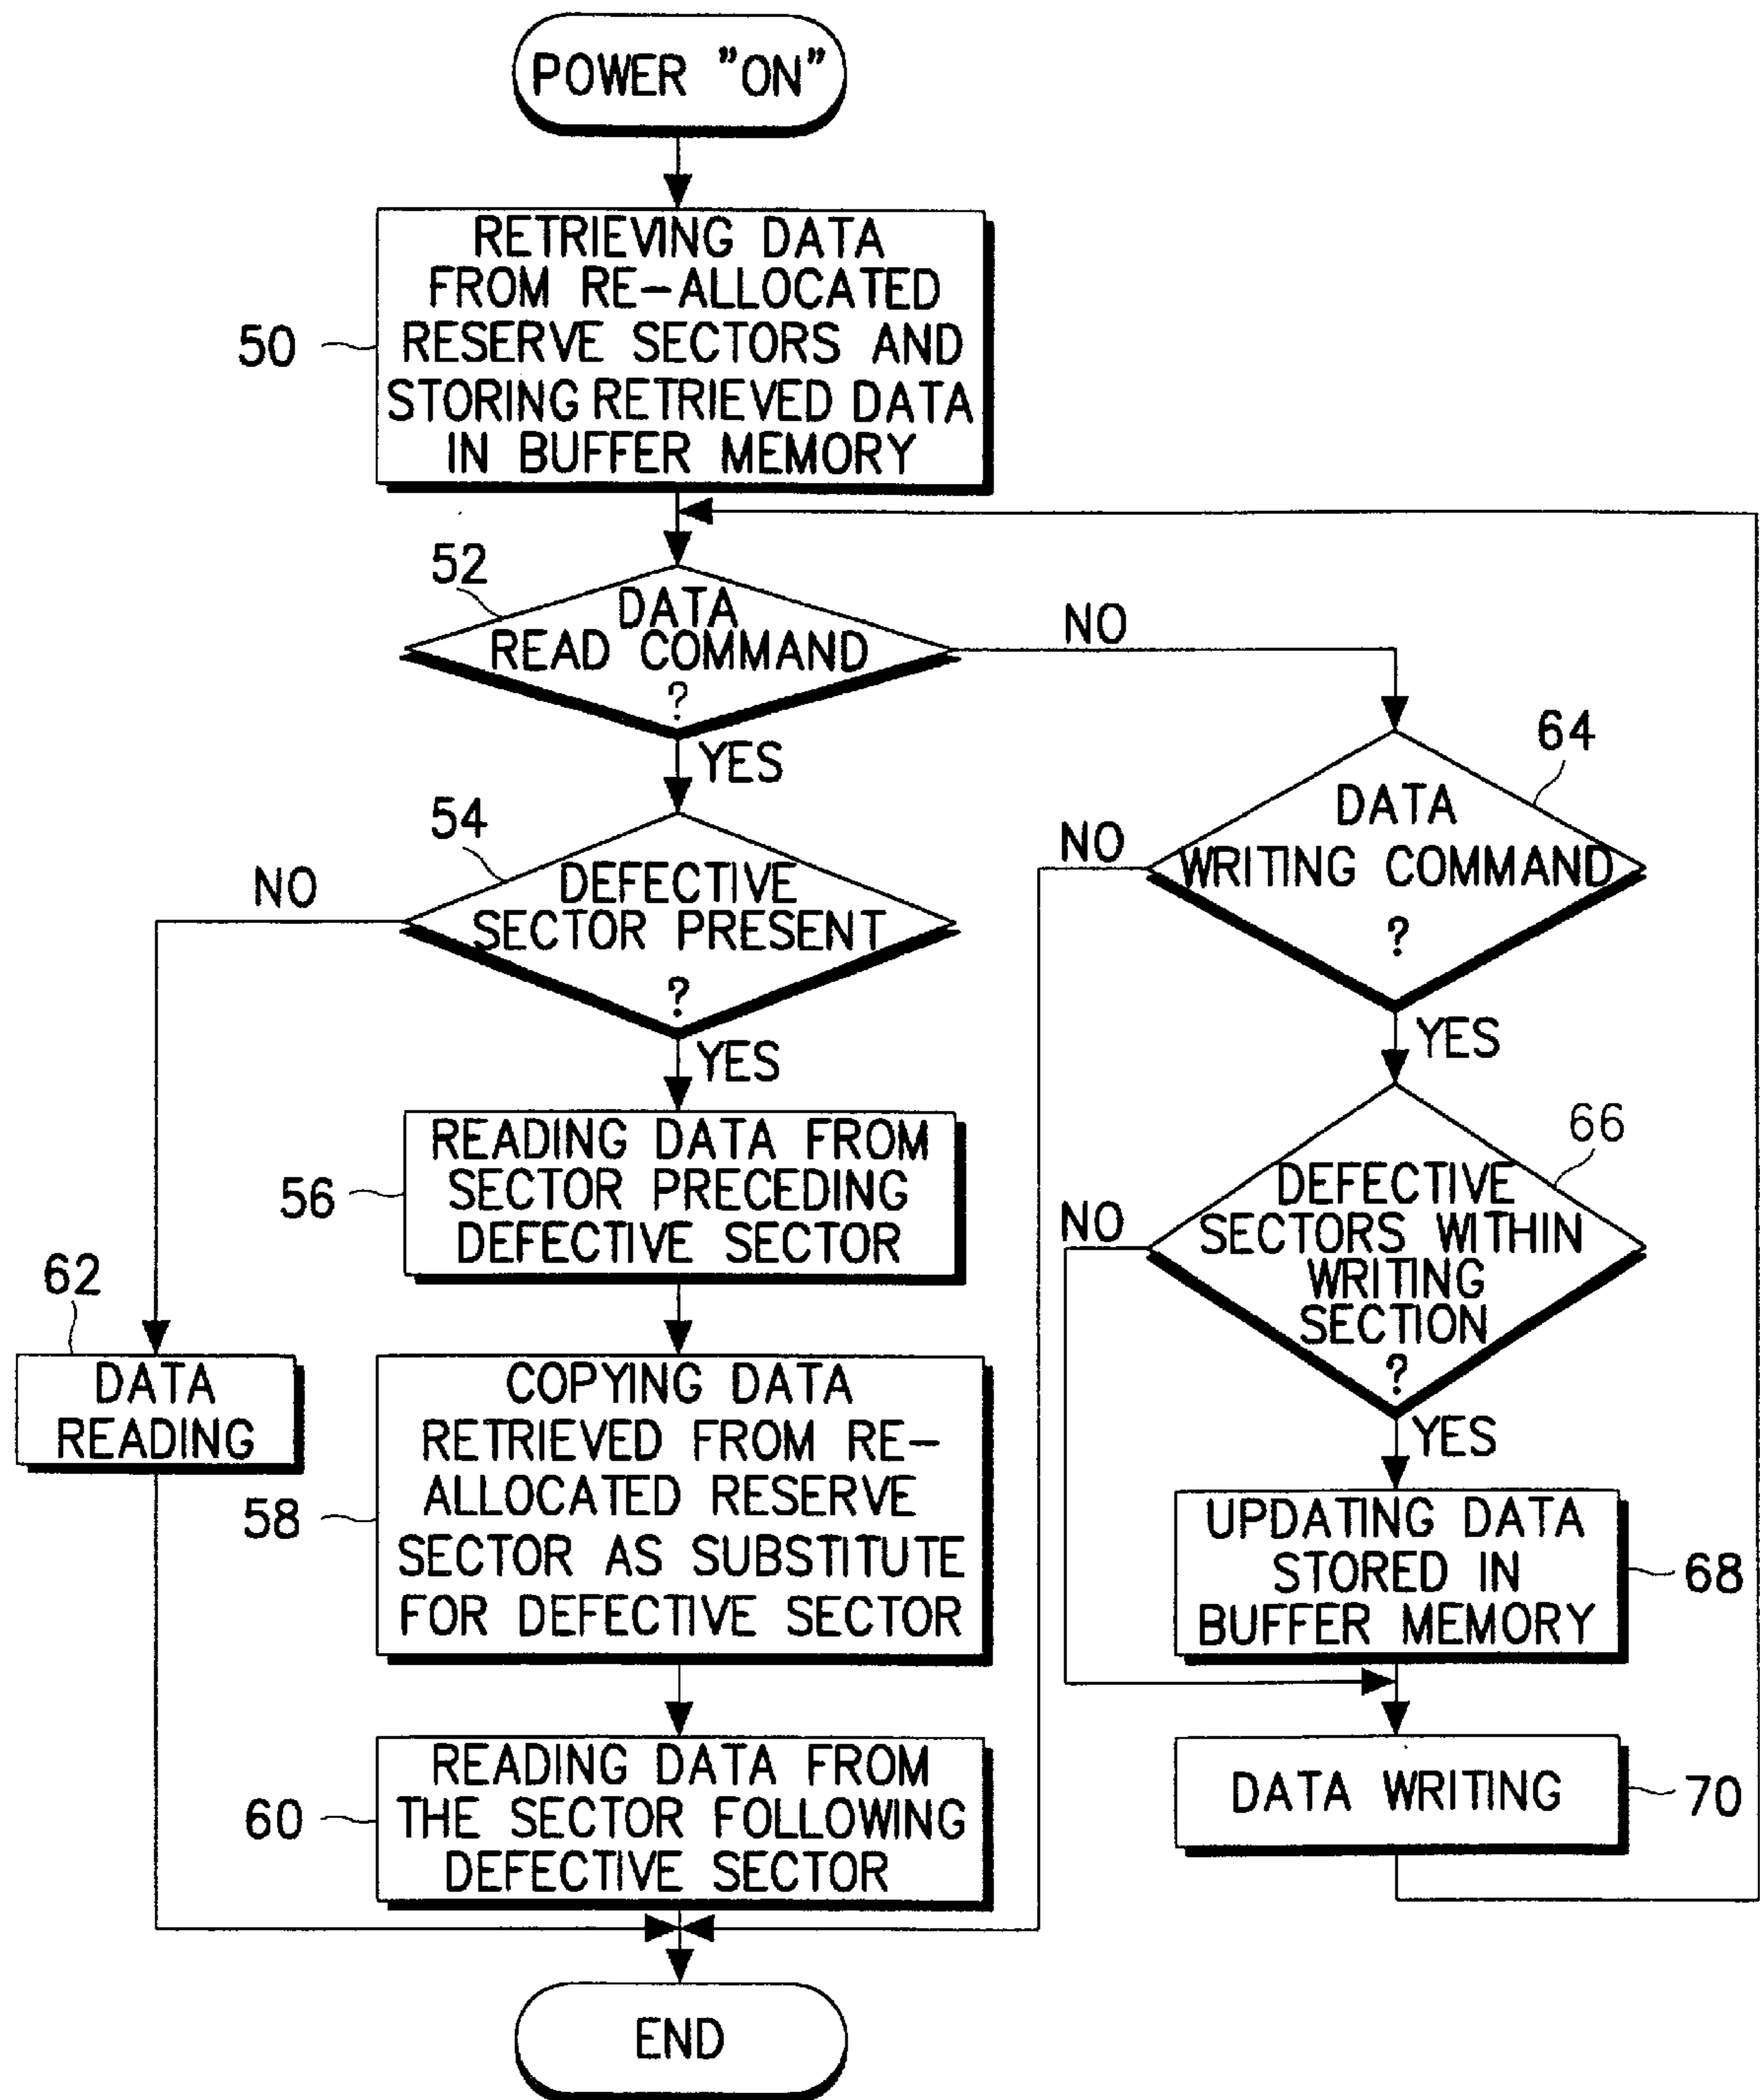 POWER "ON"
RETRIEVING DATA
FROM RE-ALLOCATED
RESERVE SECTORS AND
STORING RETRIEVED DATA
IN BUFFER MEMORY
50
52
DATA
READ COMMAND
?
NO
YES
54
DEFECTIVE
SECTOR PRESENT
?
NO
YES
56
READING DATA FROM
SECTOR PRECEDING
DEFECTIVE SECTOR
62
DATA
READING
58
COPYING DATA
RETRIEVED FROM RE-
ALLOCATED RESERVE
SECTOR AS SUBSTITUTE
FOR DEFECTIVE SECTOR
60
READING DATA FROM
THE SECTOR FOLLOWING
DEFECTIVE SECTOR
64
DATA
WRITING COMMAND
?
NO
YES
66
DEFECTIVE
SECTORS WITHIN
WRITING
SECTION
?
NO
YES
UPDATING DATA
STORED IN
BUFFER MEMORY
68
DATA WRITING
70
END